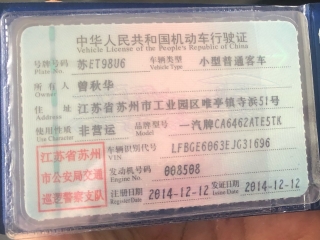 中华人民共和国机动车行驶证
Vehicle License of the People's Republic of China
号牌号码 苏ET98U6 车辆类型 小型普通客车
Plate No. Vehicle Type
所有人 曾秋华
Owner
住址 江苏省苏州市工业园区唯亭镇寺浜51号
Address
使用性质 非营运 品牌型号 一汽牌CA6462ATE5TK
Use Character Model
江苏省苏州
市公安局交通
巡逻警察支队
车辆识别代号 LFBGE6063EJG31696
VIN
发动机号码 008508
Engine No.
注册日期 2014-12-12 发证日期 2014-12-12
Register Date Issue Date